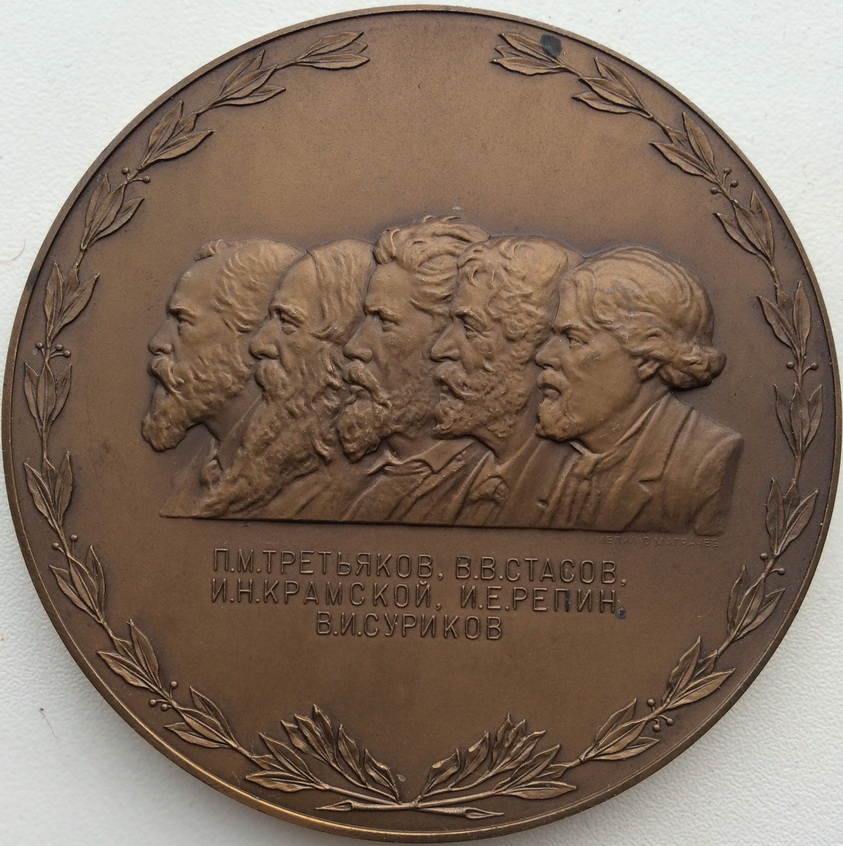 П.М.ТРЕТЬЯКОВ, В.В.СТАСОВ,
И.Н.КРАМСКОЙ, И.Е.РЕПИН,
В.И.СУРИКОВ